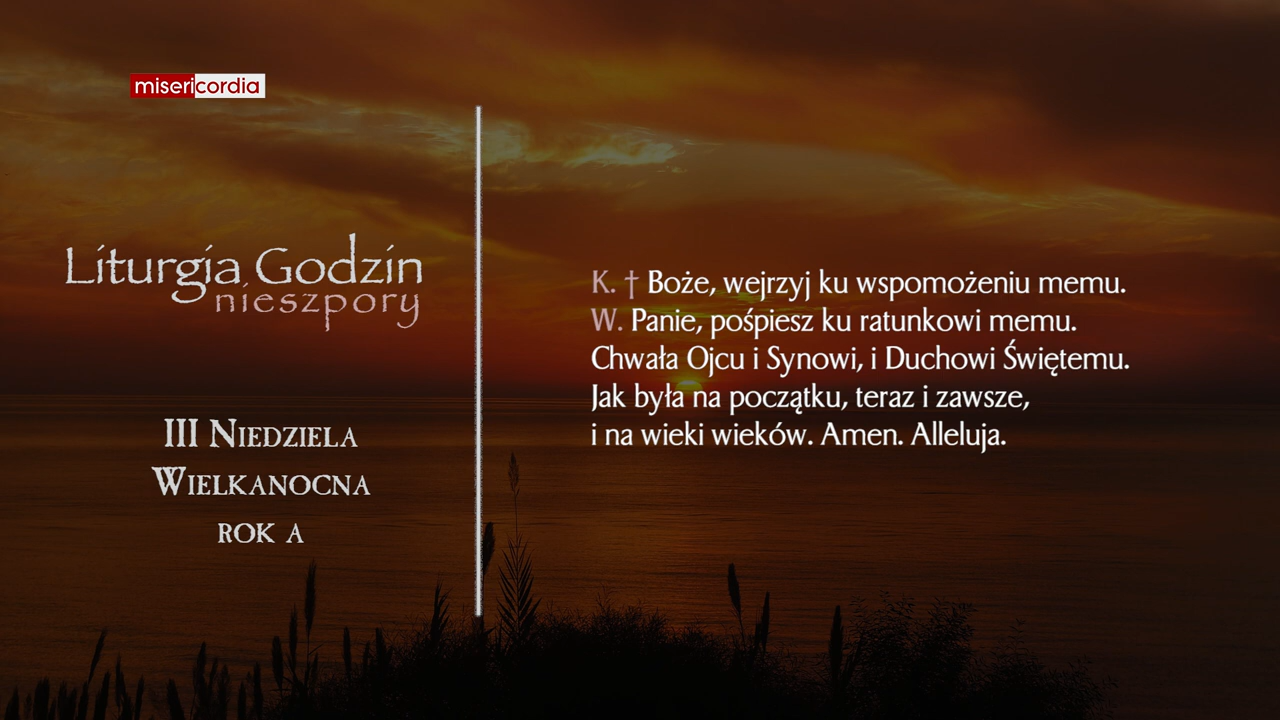 misericordia
Liturgia Godzin
nieszpory
III Niedziela
Wielkanocna
rok a
K. † Boże, wejrzyj ku wspomożeniu memu.
W. Panie, pośpiesz ku ratunkowi memu.
Chwała Ojcu i Synowi, i Duchowi Świętemu.
Jak była na początku, teraz i zawsze,
i na wieki wieków. Amen. Alleluja.